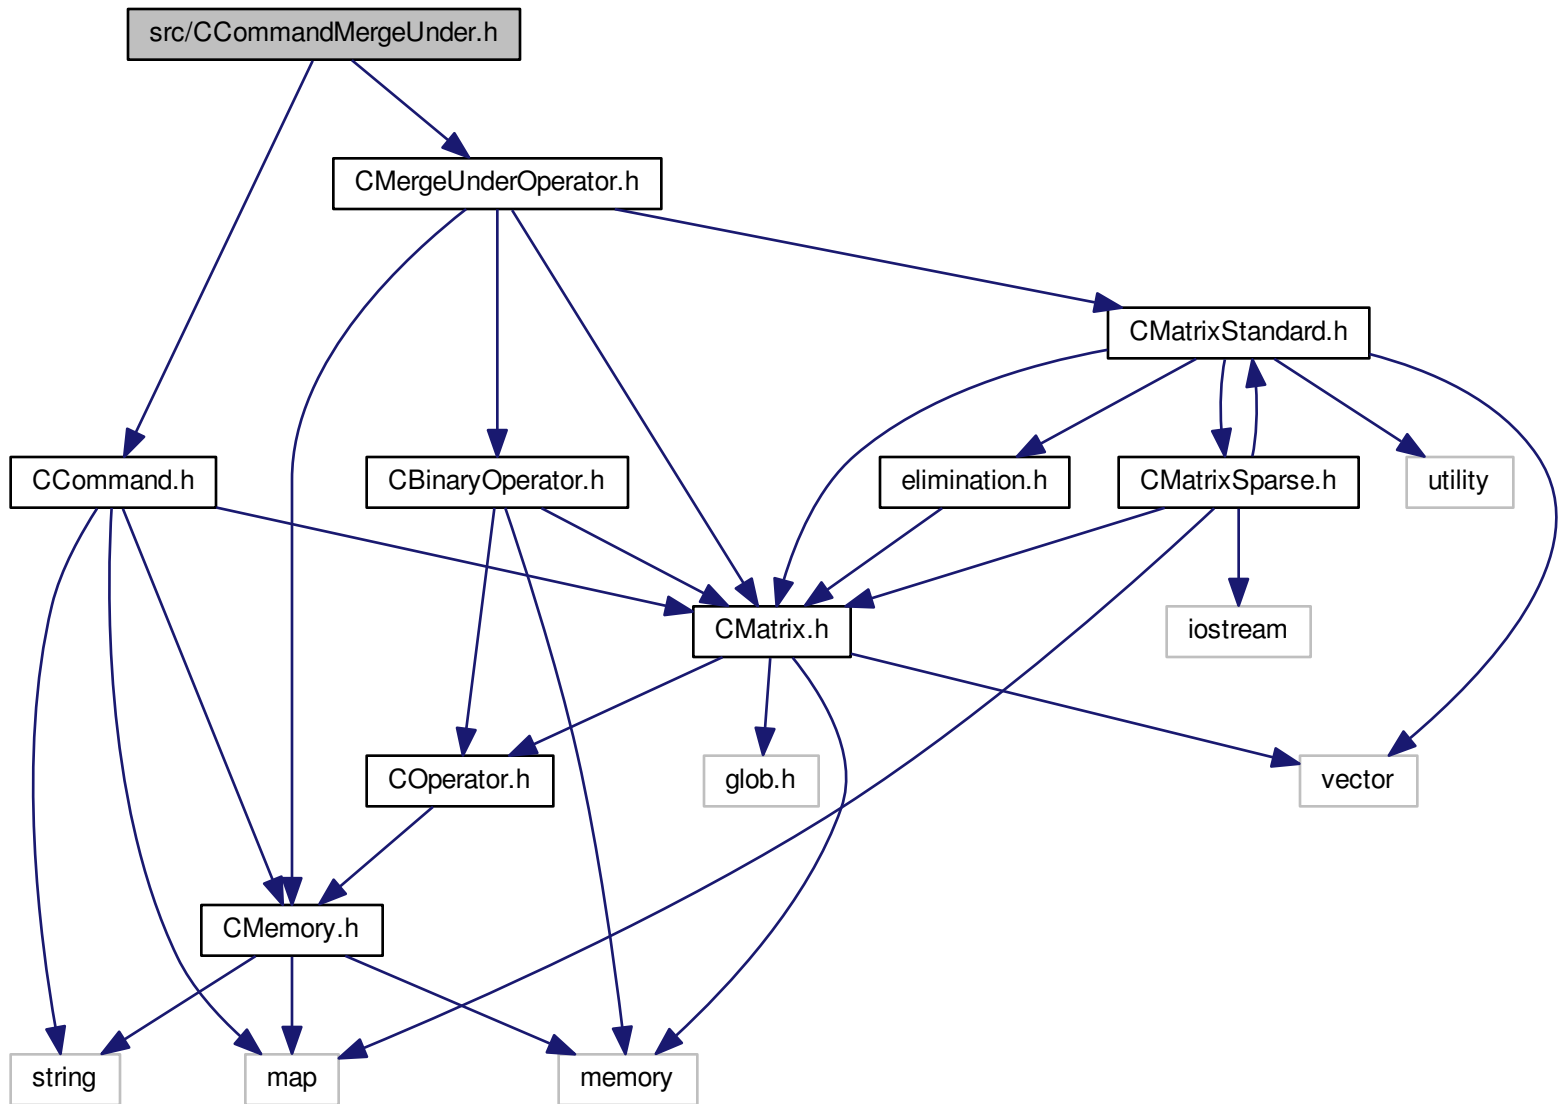 src/CCommandMergeUnder.h
CMergeUnderOperator.h
CMatrixStandard.h
CCommand.h
CBinaryOperator.h
elimination.h
CMatrixSparse.h
utility
CMatrix.h
iostream
COperator.h
glob.h
vector
CMemory.h
string
map
memory